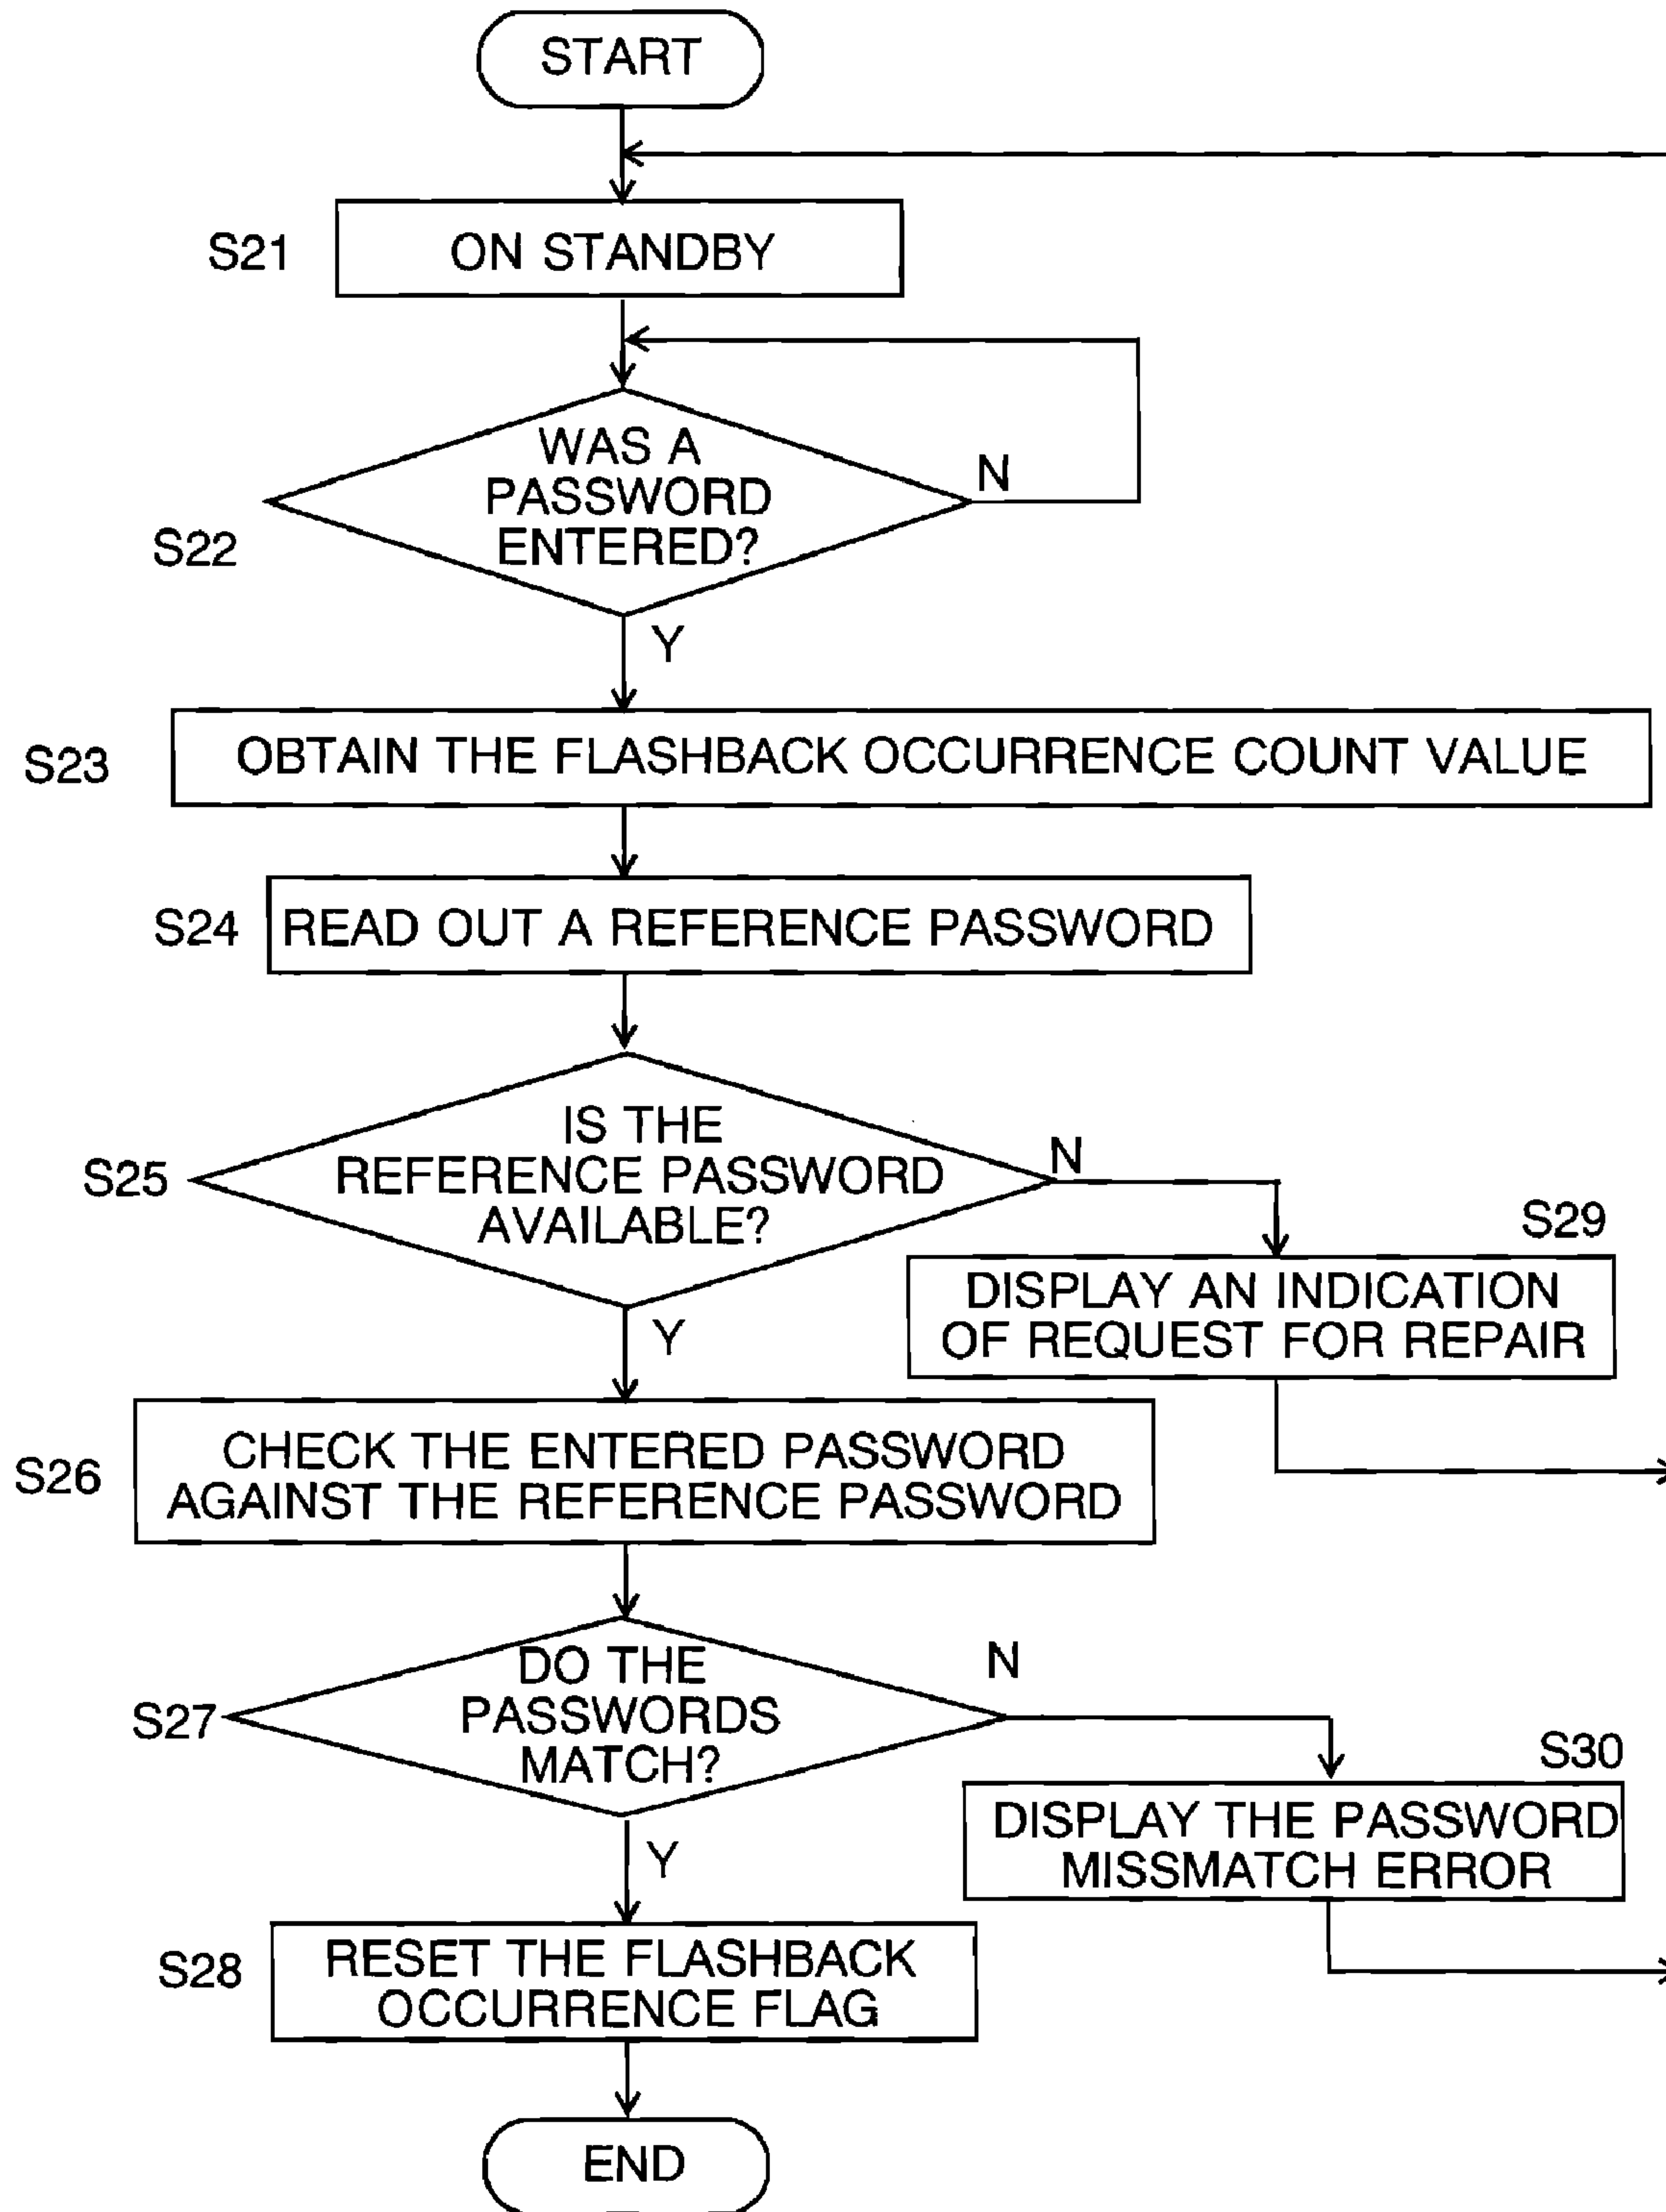 START
S21
ON STANDBY
WAS A
PASSWORD
ENTERED?
N
S22
Y
S23
OBTAIN THE FLASHBACK OCCURRENCE COUNT VALUE
S24
READ OUT A REFERENCE PASSWORD
IS THE
REFERENCE PASSWORD
AVAILABLE?
S25
N
S29
DISPLAY AN INDICATION
OF REQUEST FOR REPAIR
Y
S26
CHECK THE ENTERED PASSWORD
AGAINST THE REFERENCE PASSWORD
DO THE
PASSWORDS
MATCH?
S27
N
S30
DISPLAY THE PASSWORD
MISSMATCH ERROR
Y
S28
RESET THE FLASHBACK
OCCURRENCE FLAG
END